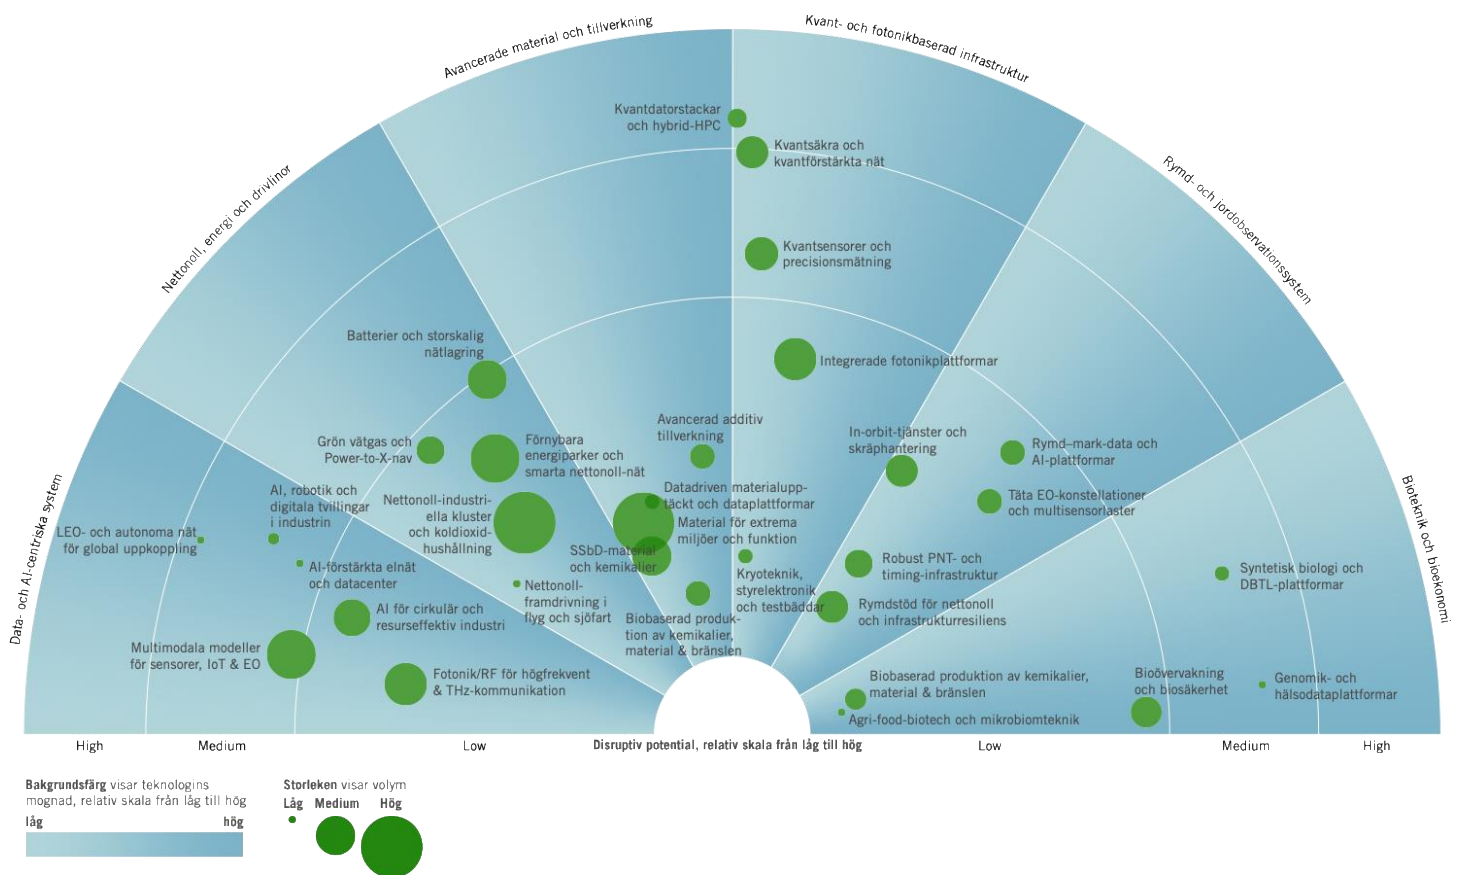 Avancerade material och tillverkning
Kvant- och fotonikbaserad infrastruktur
Nettonoll, energi och drivlinor
Rymd- och jordobservationssystem
Data- och AI-centriska system
Bioteknik och bioekonomi
Kvantdatorstackar
och hybrid-HPC
Kvantsäkra och
kvantförstärkta nät
Kvantsensorer och
precisionsmätning
Integrerade fotonikplattformar
Batterier och storskalig
nätlagring
Grön vätgas och
Power-to-X-nav
Förnybara
energiparker och
smarta nettonoll-nät
Nettonoll-industri-
ella kluster
och koldioxid-
hushållning
Nettonoll-
framdrivning i
flyg och sjöfart
Avancerad additiv
tillverkning
Datadriven materialupp-
täckt och dataplattformar
Material för extrema
miljöer och funktion
SSbD-material
och kemikalier
Biobaserad produk-
tion av kemikalier,
material & bränslen
Kryoteknik,
styrelektronik
och testbäddar
In-orbit-tjänster och
skräphantering
Rymd–mark-data och
AI-plattformar
Täta EO-konstellationer
och multisensorlaster
Robust PNT- och
timing-infrastruktur
Rymdstöd för nettonoll
och infrastrukturresiliens
LEO- och autonoma nät
för global uppkoppling
AI, robotik och
digitala tvillingar
i industrin
AI-förstärkta elnät
och datacenter
AI för cirkulär och
resurseffektiv industri
Multimodala modeller
för sensorer, IoT & EO
Fotonik/RF för högfrekvent
& THz-kommunikation
Syntetisk biologi och
DBTL-plattformar
Biobaserad produktion av kemikalier,
material & bränslen
Agri-food-biotech och mikrobiomteknik
Bioövervakning
och biosäkerhet
Genomik- och
hälsodataplattformar
High
Medium
Low
Disruptiv potential, relativ skala från låg till hög
Low
Medium
High
Bakgrundsfärg visar teknologins
mognad, relativ skala från låg till hög
låg
hög
Storleken visar volym
Låg
Medium
Hög